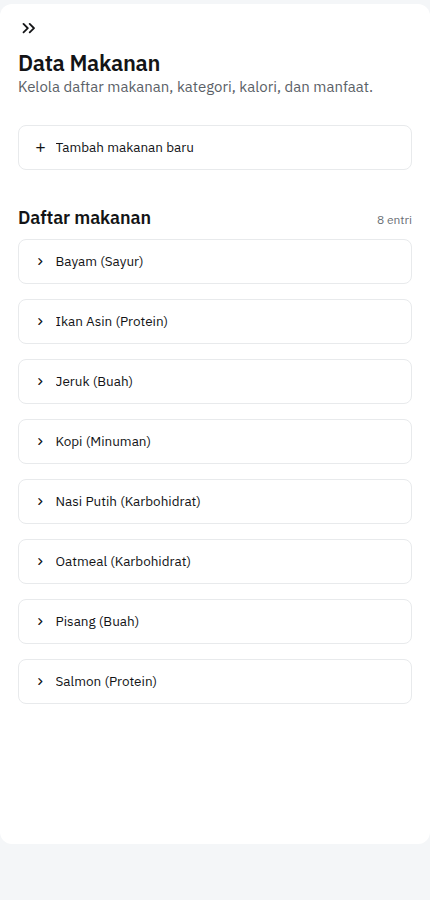 Data Makanan
Kelola daftar makanan, kategori, kalori, dan manfaat.
Tambah makanan baru
Daftar makanan
8 entri
Bayam (Sayur)
Ikan Asin (Protein)
Jeruk (Buah)
Kopi (Minuman)
Nasi Putih (Karbohidrat)
Oatmeal (Karbohidrat)
Pisang (Buah)
Salmon (Protein)